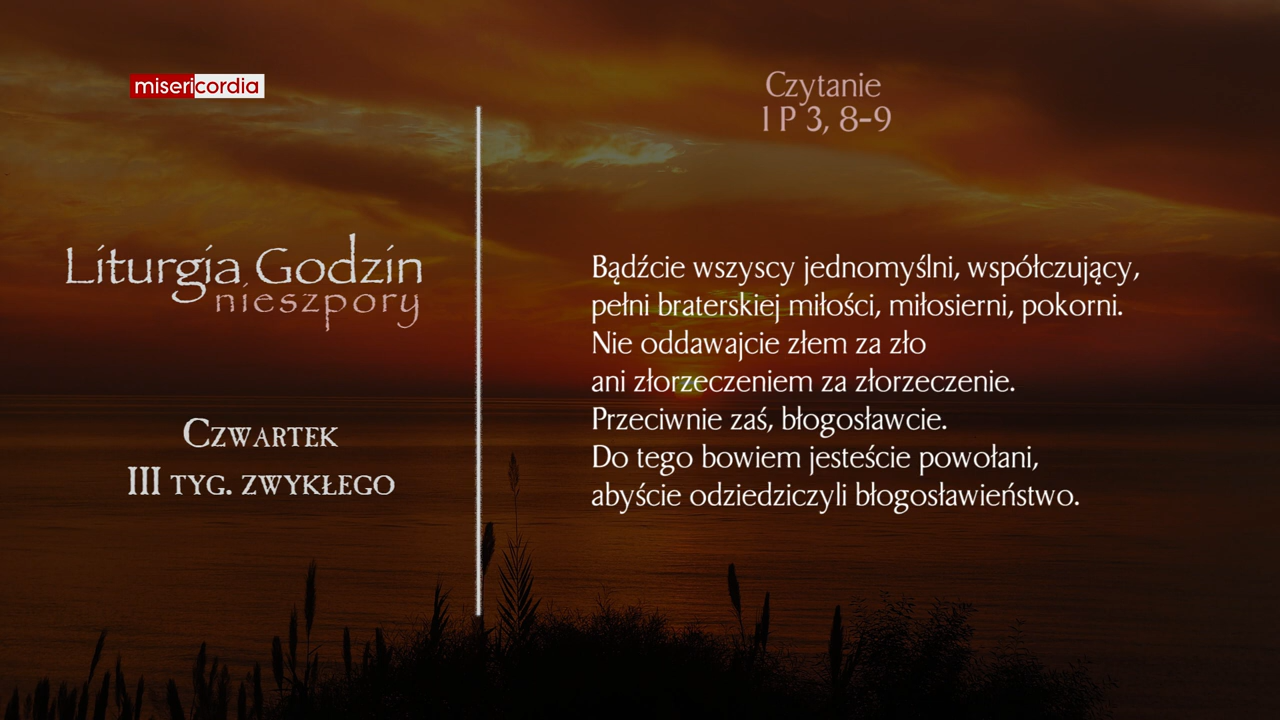 misericordia
Liturgia Godzin
nieszpory
Czwartek
III tyg. zwykłego
Czytanie
1 P 3, 8-9
Bądźcie wszyscy jednomyślni, współczujący,
pełni braterskiej miłości, miłosierni, pokorni.
Nie oddawajcie złem za zło
ani złorzeczeniem za złorzeczenie.
Przeciwnie zaś, błogosławcie.
Do tego bowiem jesteście powołani,
abyście odziedziczyli błogosławieństwo.